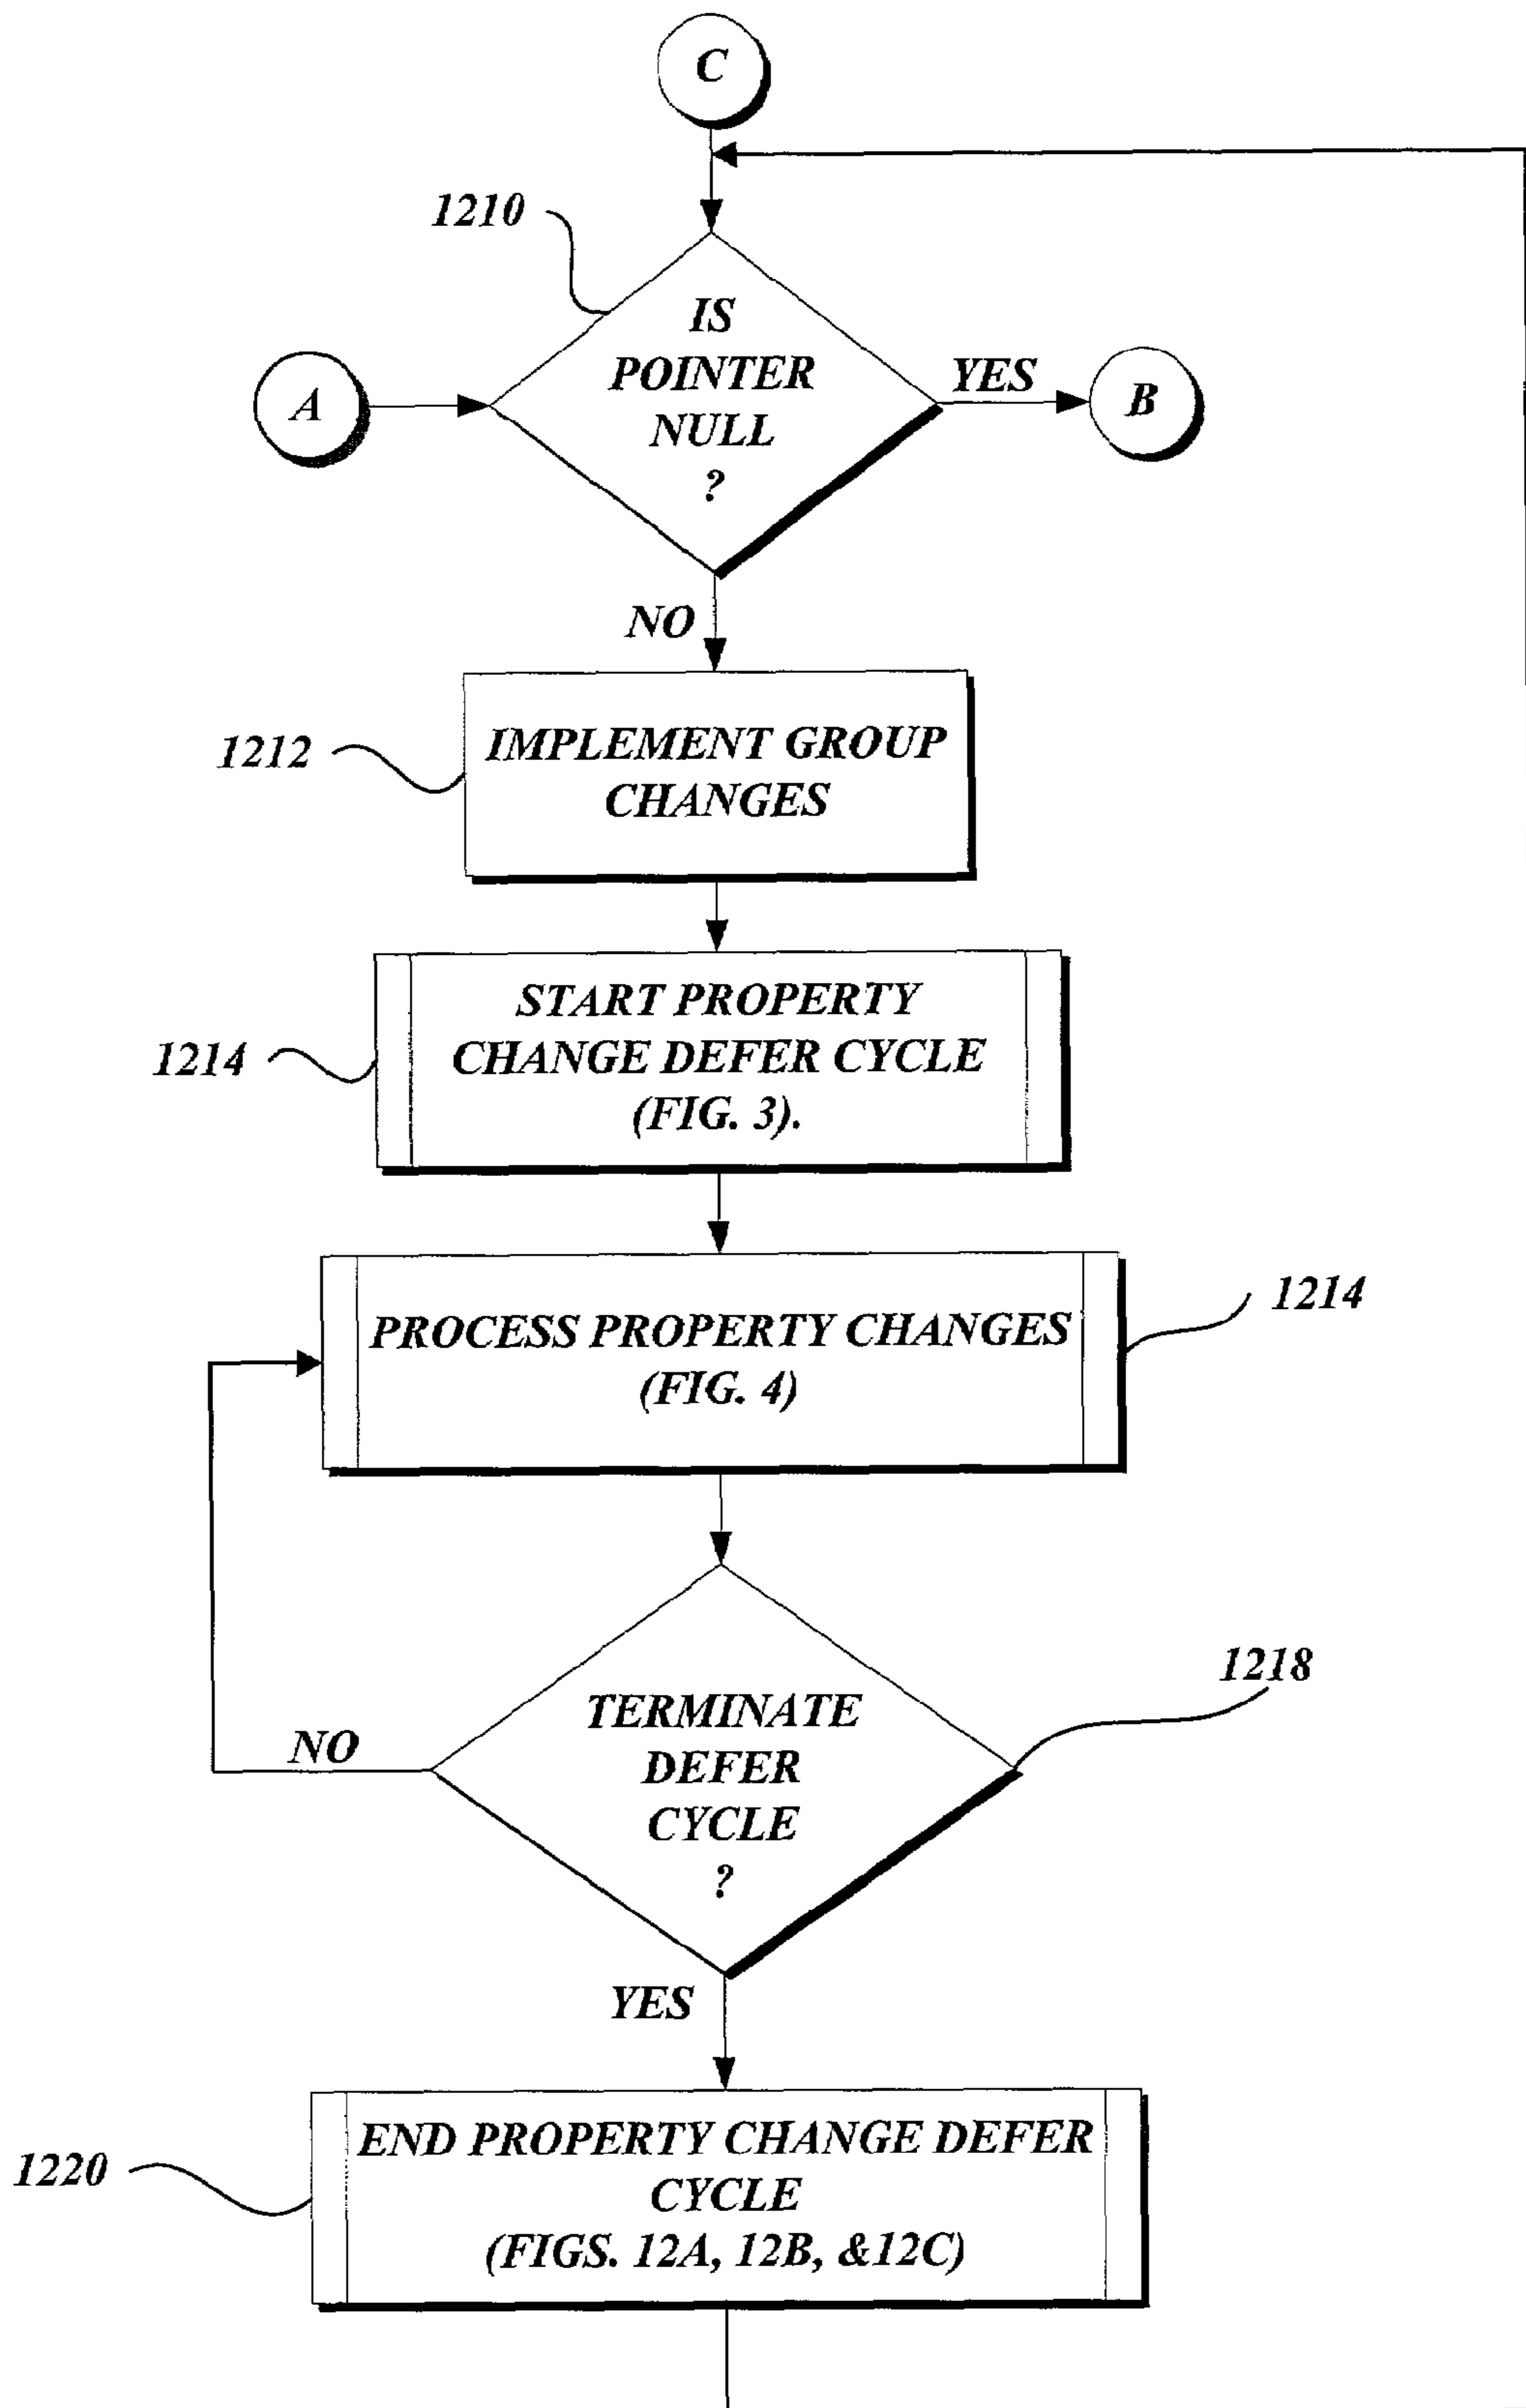 C
1210
IS
POINTER
NULL
?
A
YES
B
NO
1212
IMPLEMENT GROUP
CHANGES
START PROPERTY
CHANGE DEFER CYCLE
(FIG. 3).
1214
PROCESS PROPERTY CHANGES
(FIG. 4)
1214
1218
TERMINATE
DEFER
CYCLE
?
NO
YES
END PROPERTY CHANGE DEFER
CYCLE
(FIGS. 12A, 12B, &12C)
1220